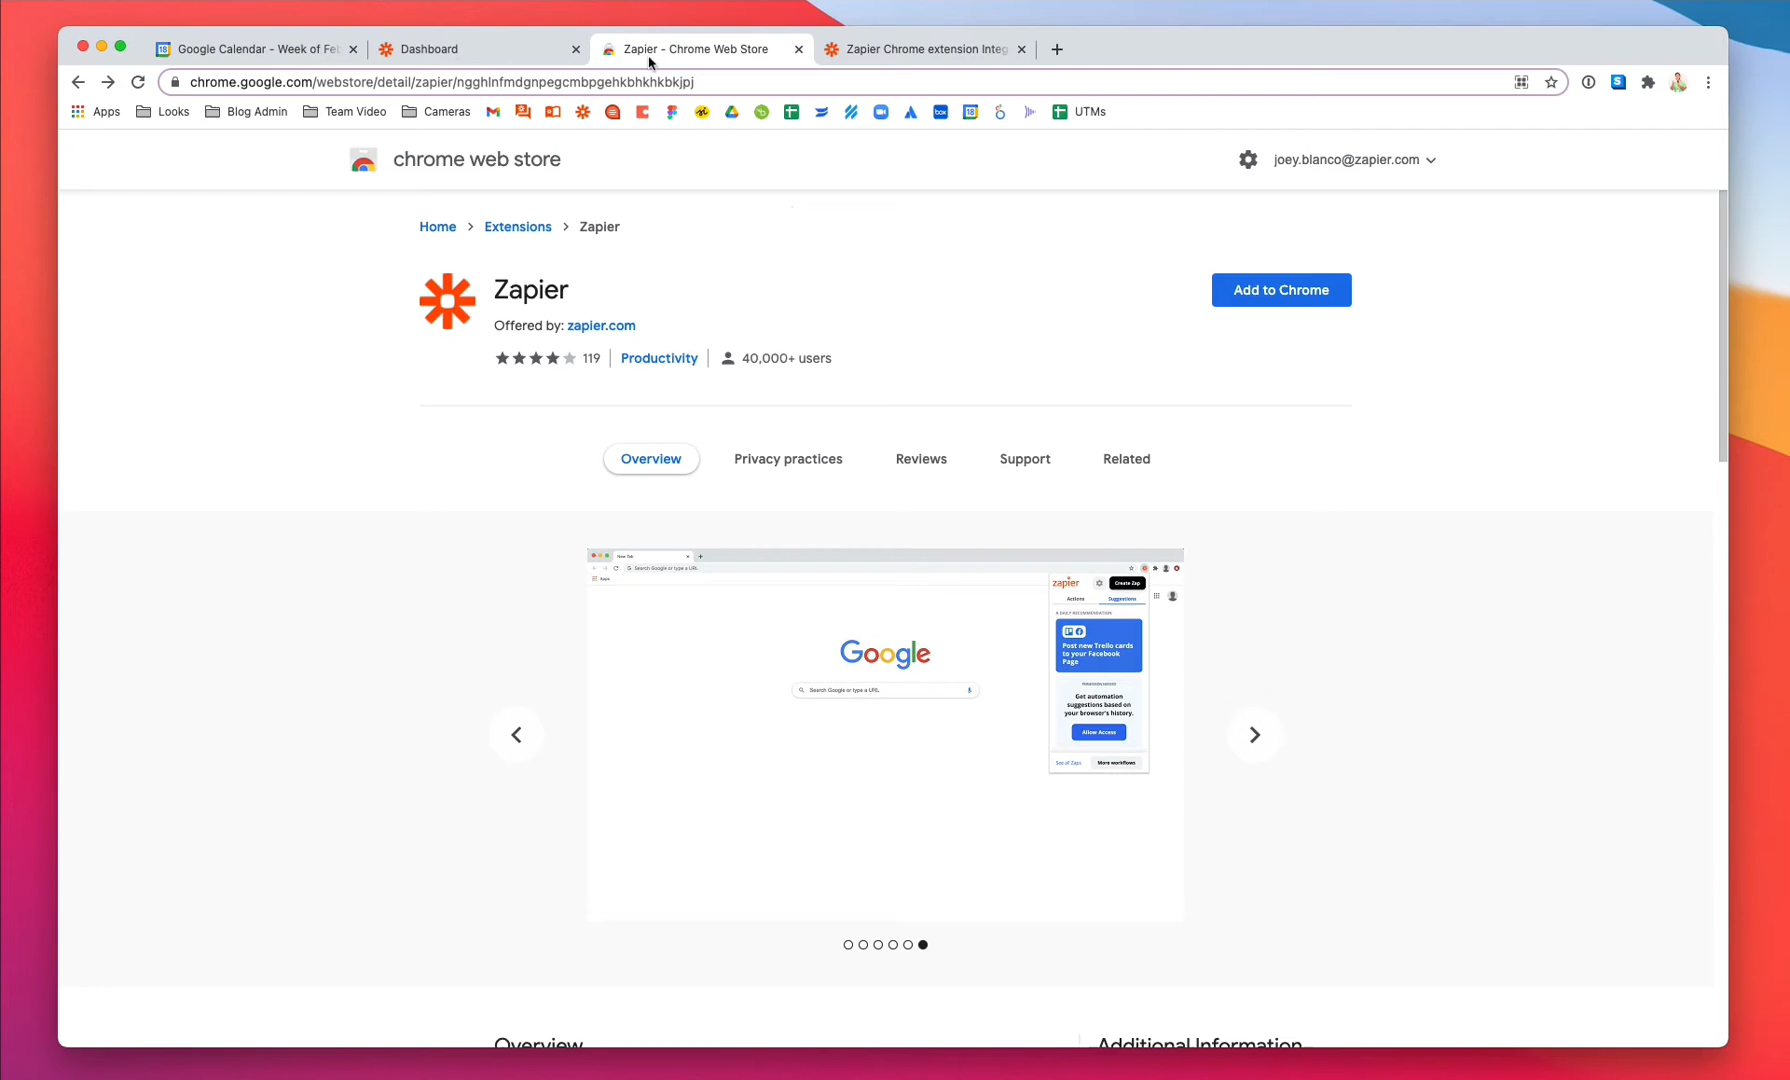 Google Calendar - Week of Feb
Dashboard
Zapier - Chrome Web Store
Zapier Chrome extension Integ
chrome.google.com/webstore/detail/zapier/ngghlnfmdgnpegcmbpgehkbhkhkbkjpj
Apps
Looks
Blog Admin
Team Video
Cameras
box
18
UTMs
chrome web store
joey.blanco@zapier.com
Home > Extensions > Zapier
Zapier
Add to Chrome
Offered by: zapier.com
119
Productivity
40,000+ users
Overview
Privacy practices
Reviews
Support
Related
New Tab
Search Google or type a URL
Apps
zapier
Create Zap
Actions
Suggestions
A DAILY RECOMMENDATION
Post new Trello cards
to your Facebook
Page
Google
Search Google or type a URL
Get automation
suggestions based on
your browser's history.
Allow Access
See all Zaps
More workflows
Overview
Additional Information